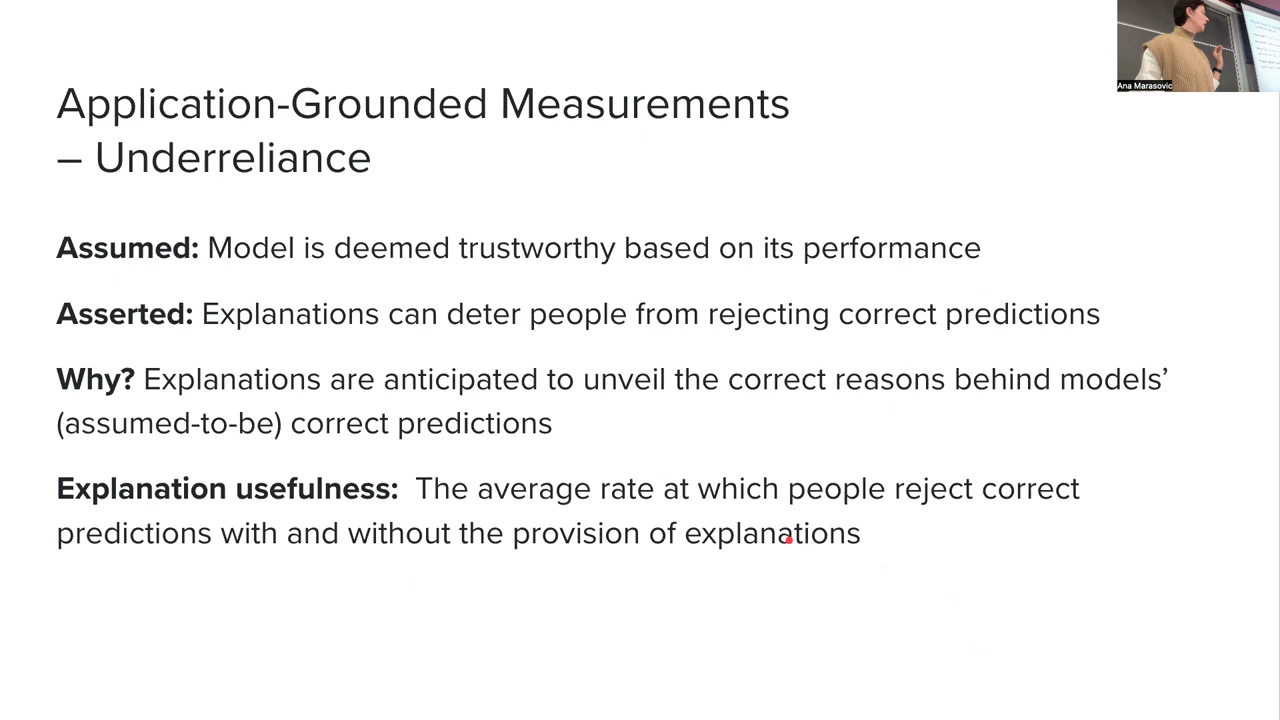 Application-Grounded Measurements
– Underreliance
Assumed: Model is deemed trustworthy based on its performance
Asserted: Explanations can deter people from rejecting correct predictions
Why? Explanations are anticipated to unveil the correct reasons behind models’
(assumed-to-be) correct predictions
Explanation usefulness: The average rate at which people reject correct
predictions with and without the provision of explanations
Ana Marasovic